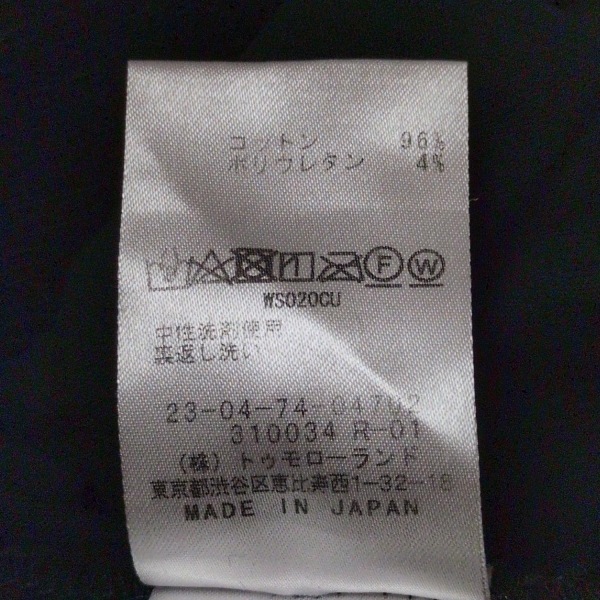 コットン 96%
ポリウレタン 4%
F W
WS020CU
中性洗剤使用
裏返し洗い
23-04-74-04702
310034 R-01
(株) トゥモローランド
東京都渋谷区恵比寿西1-32-18
MADE IN JAPAN